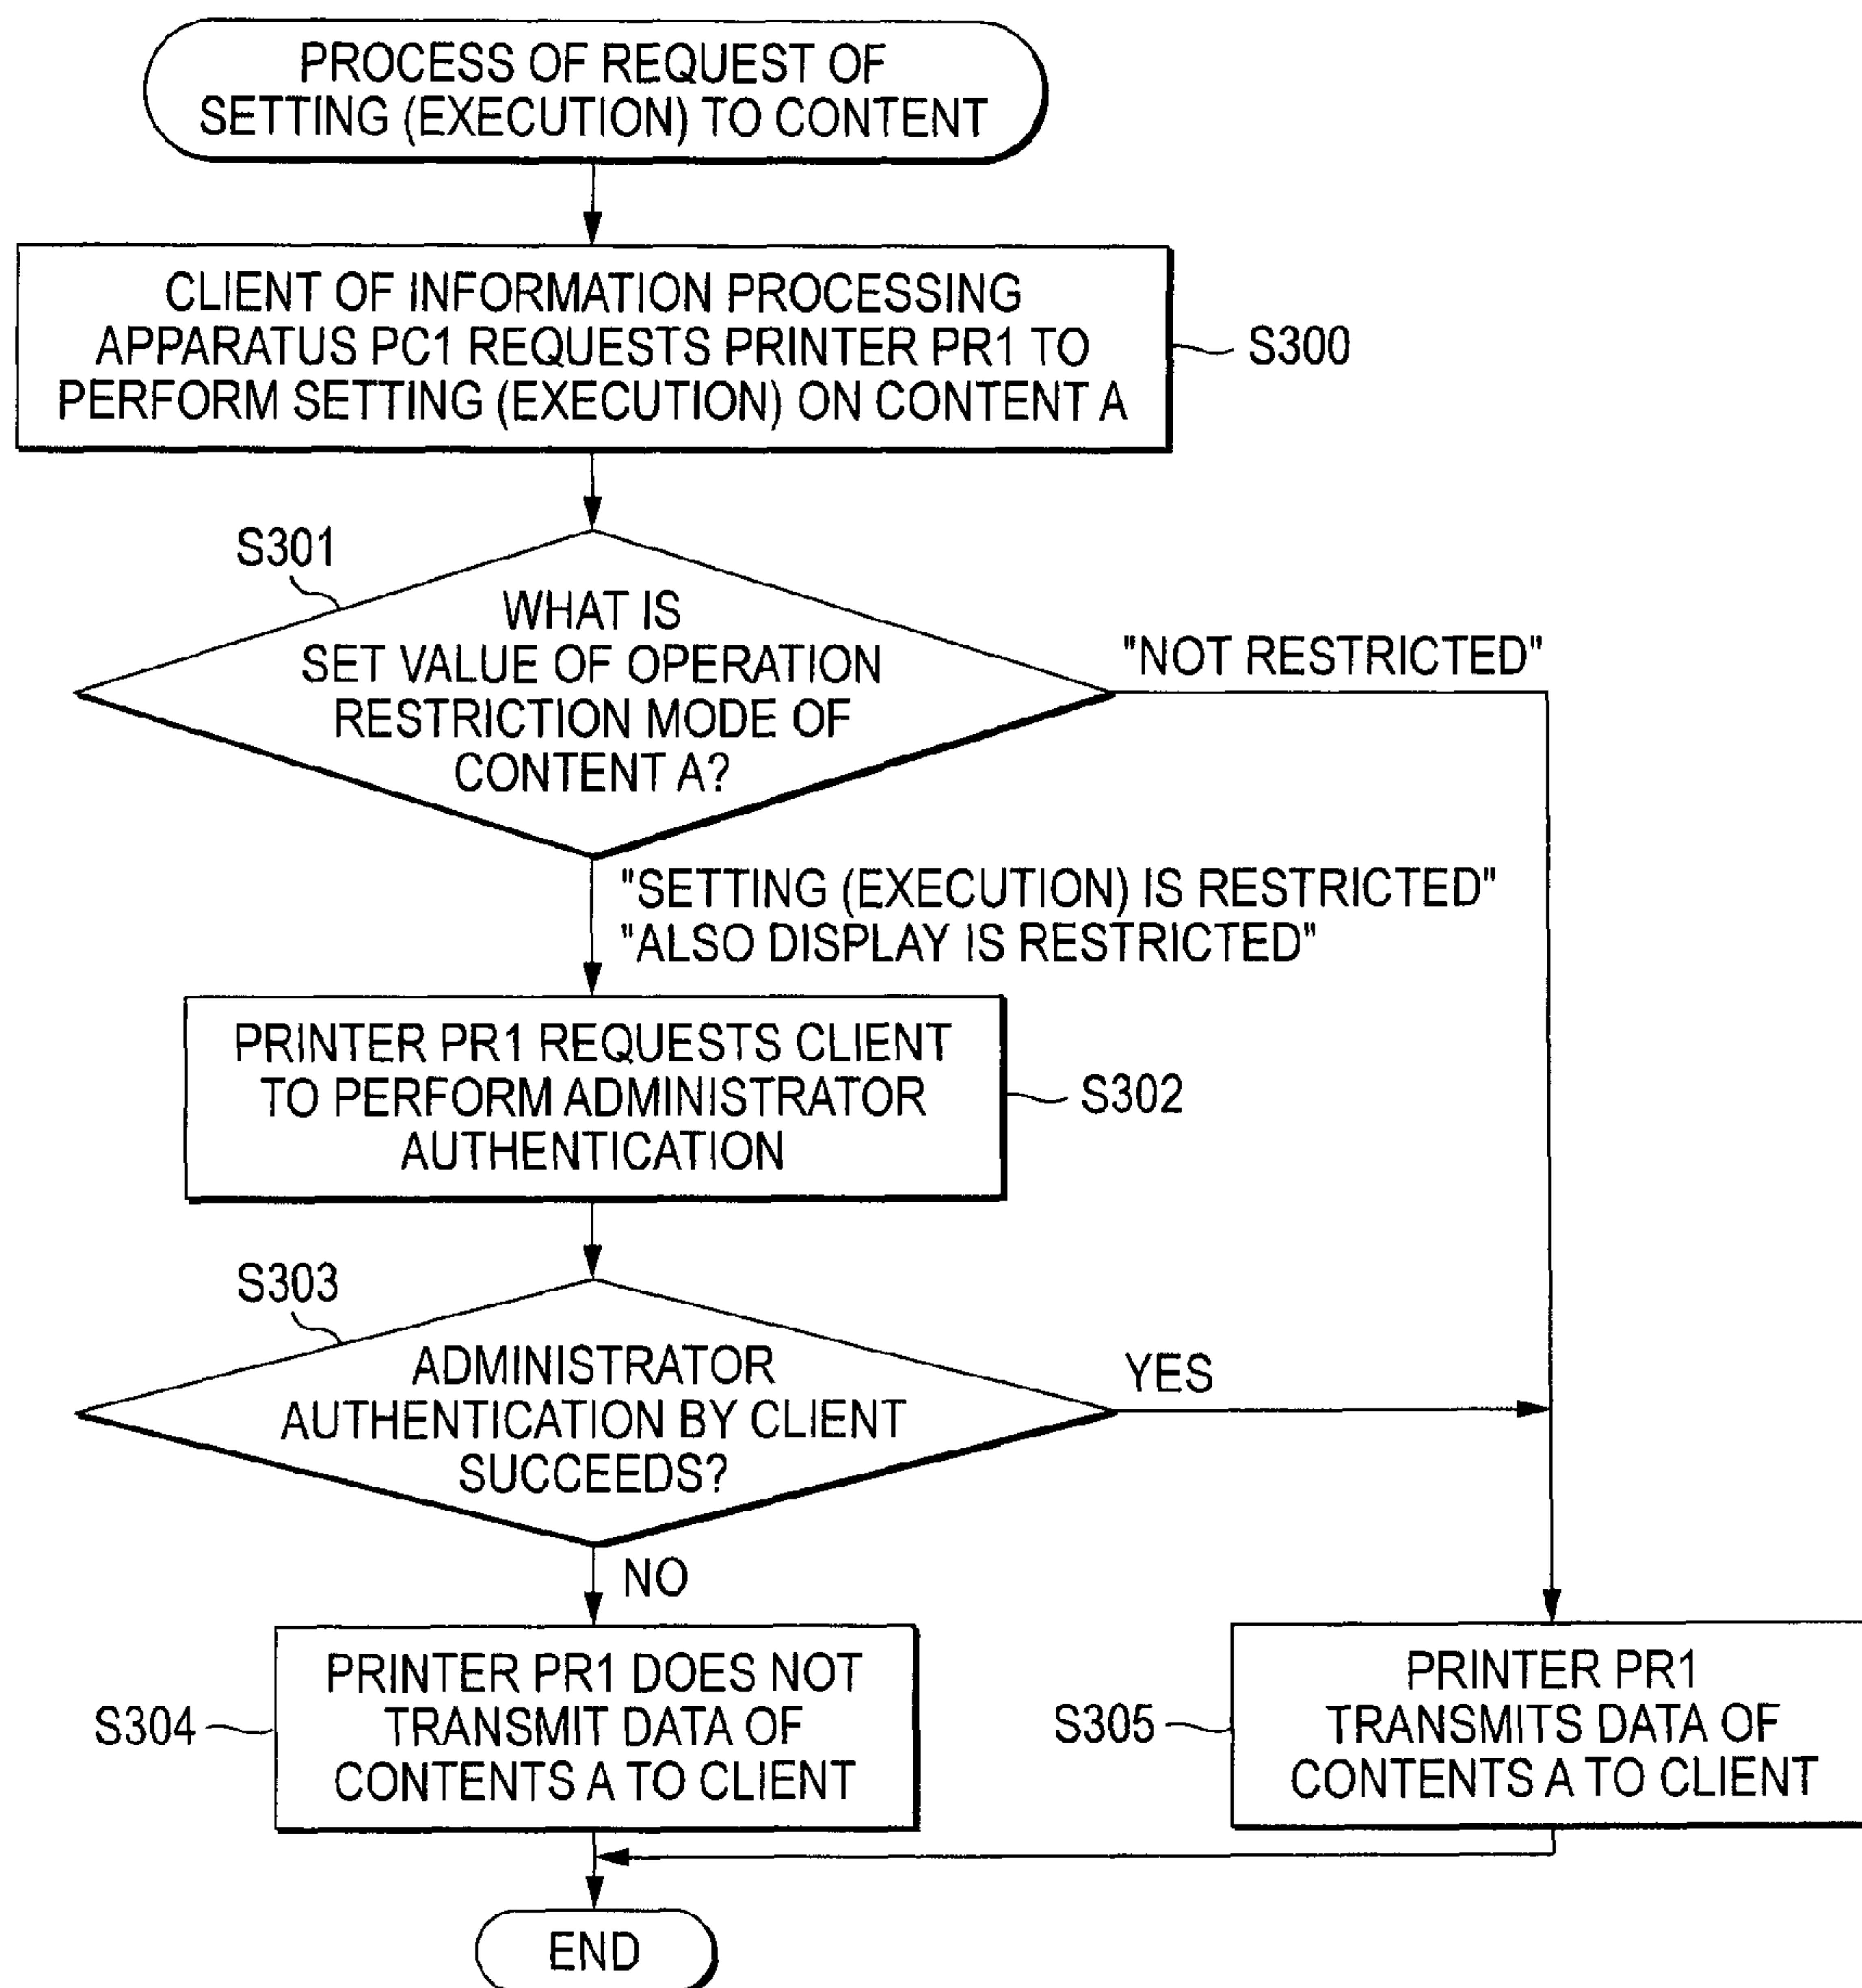 PROCESS OF REQUEST OF
SETTING (EXECUTION) TO CONTENT
CLIENT OF INFORMATION PROCESSING
APPARATUS PC1 REQUESTS PRINTER PR1 TO
PERFORM SETTING (EXECUTION) ON CONTENT A
S300
S301
WHAT IS
SET VALUE OF OPERATION
RESTRICTION MODE OF
CONTENT A?
"NOT RESTRICTED"
"SETTING (EXECUTION) IS RESTRICTED"
"ALSO DISPLAY IS RESTRICTED"
PRINTER PR1 REQUESTS CLIENT
TO PERFORM ADMINISTRATOR
AUTHENTICATION
S302
S303
ADMINISTRATOR
AUTHENTICATION BY CLIENT
SUCCEEDS?
YES
NO
S304
PRINTER PR1 DOES NOT
TRANSMIT DATA OF
CONTENTS A TO CLIENT
S305
PRINTER PR1
TRANSMITS DATA OF
CONTENTS A TO CLIENT
END